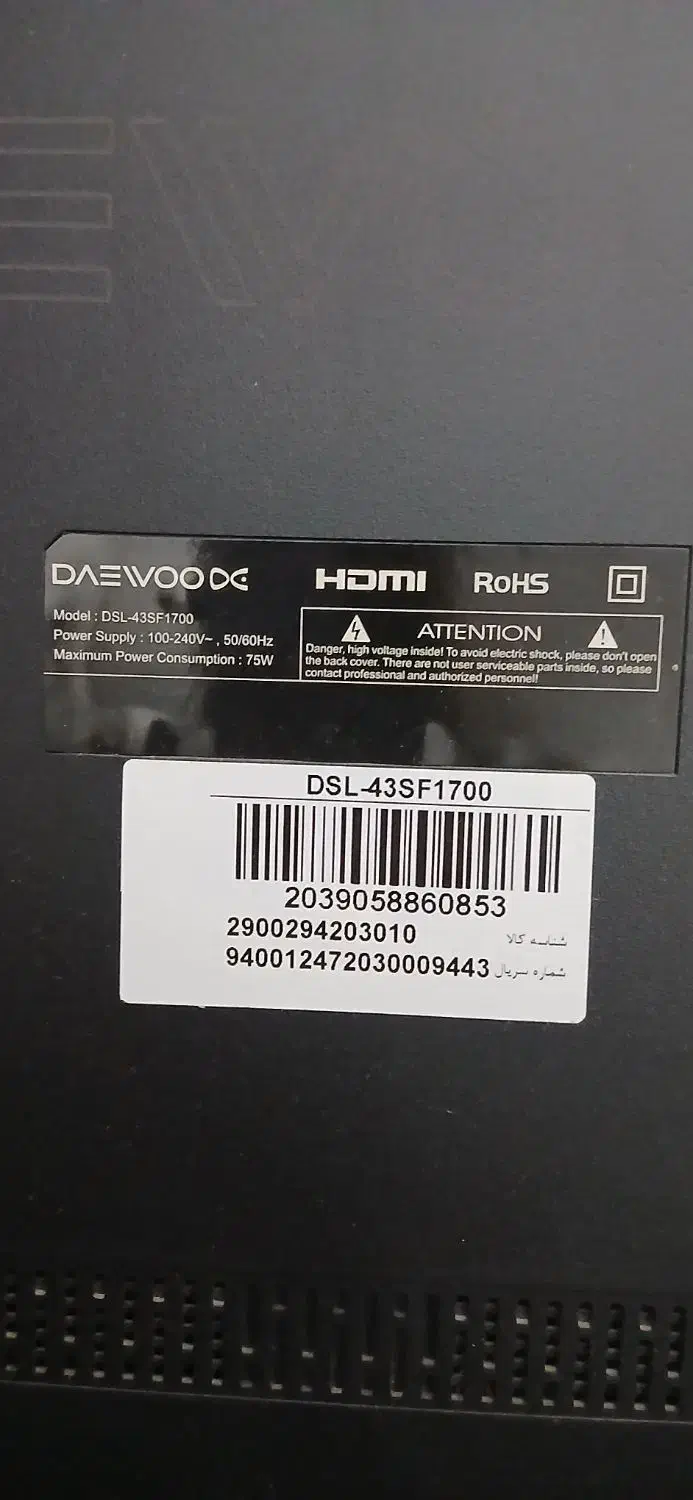 EW
DAEWOO
HDMI
RoHS
Model : DSL-43SF1700
Power Supply : 100-240V~ , 50/60Hz
Maximum Power Consumption : 75W
ATTENTION
Danger, high voltage inside! To avoid electric shock, please don't open
the back cover. There are not user serviceable parts inside, so please
contact professional and authorized personnel!
DSL-43SF1700
2039058860853
2900294203010 شناسه کالا
940012472030009443 شماره سریال